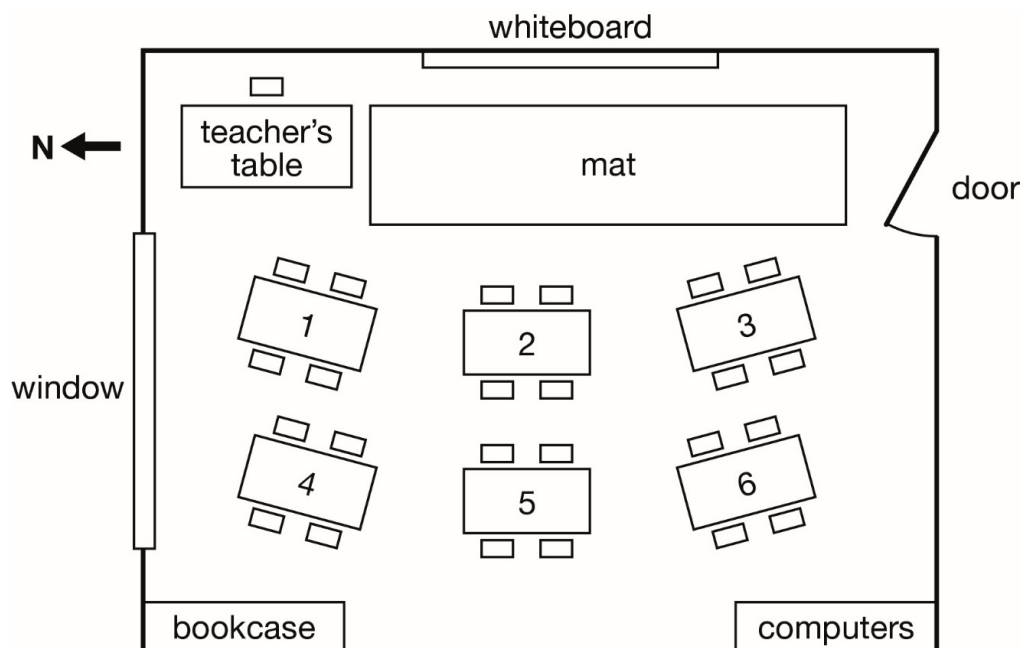 whiteboard
N
teacher's
table
mat
door
1
2
3
window
4
5
6
bookcase
computers